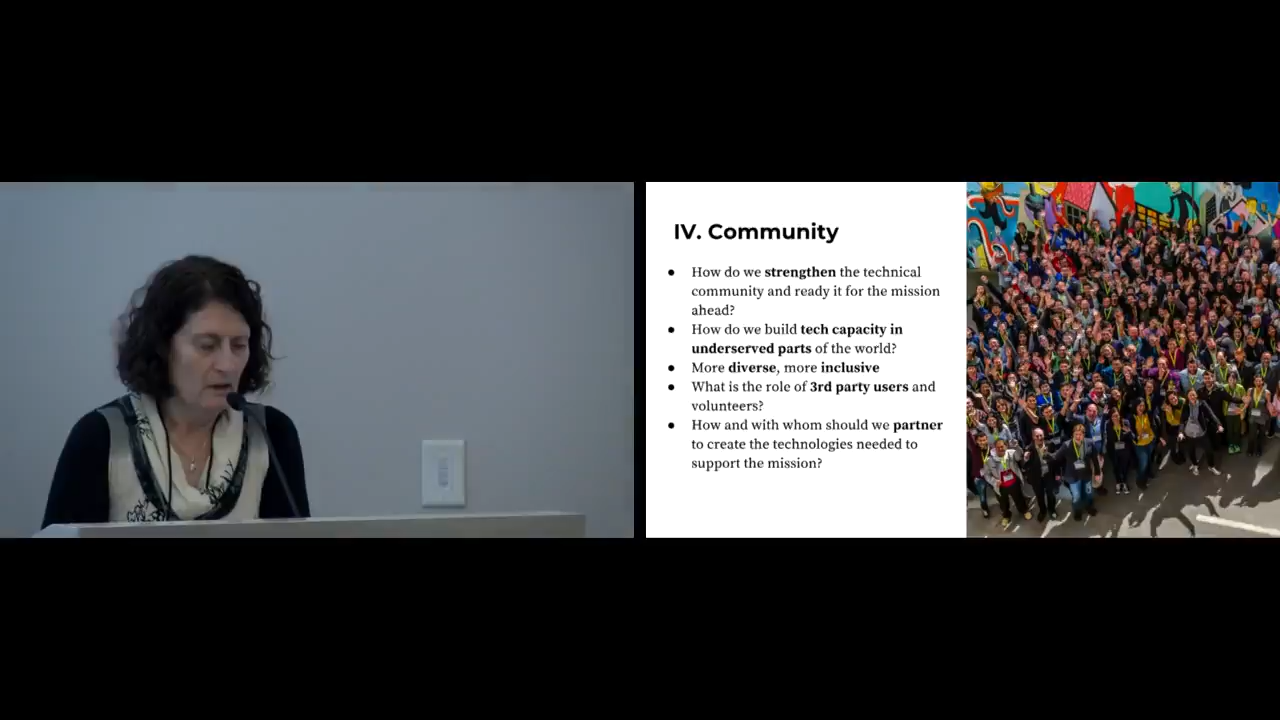 IV. Community
● How do we strengthen the technical
community and ready it for the mission
ahead?
● How do we build tech capacity in
underserved parts of the world?
● More diverse, more inclusive
● What is the role of 3rd party users and
volunteers?
● How and with whom should we partner
to create the technologies needed to
support the mission?